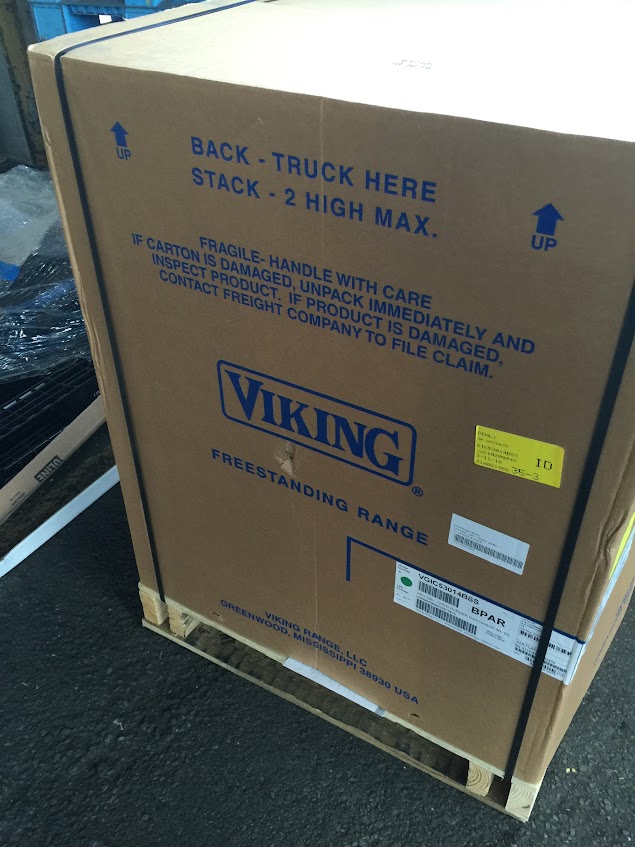 UP
BACK - TRUCK HERE
STACK - 2 HIGH MAX.
UP
FRAGILE- HANDLE WITH CARE
IF CARTON IS DAMAGED, UNPACK IMMEDIATELY AND
INSPECT PRODUCT. IF PRODUCT IS DAMAGED,
CONTACT FREIGHT COMPANY TO FILE CLAIM.
VIKING®
FREESTANDING RANGE
ID
35-3
BPAR
VIKING RANGE, LLC
GREENWOOD, MISSISSIPPI 38930 USA